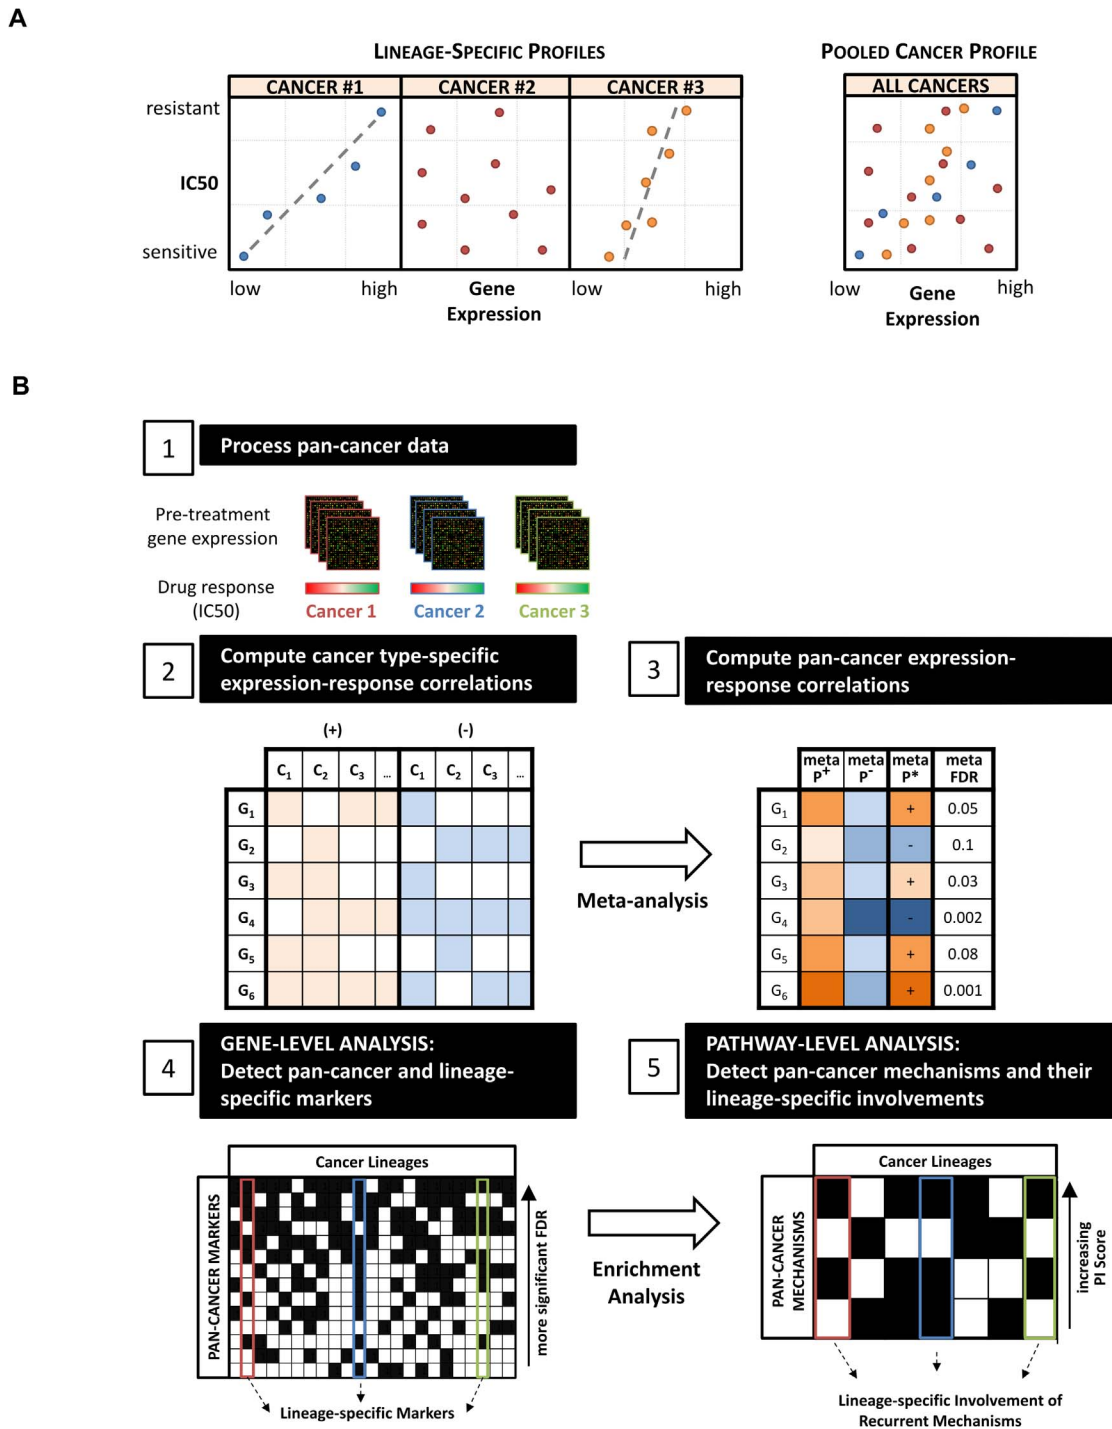 A
LINEAGE-SPECIFIC PROFILES
POOLED CANCER PROFILE
CANCER #1
CANCER #2
CANCER #3
ALL CANCERS
resistant
IC50
sensitive
low
high
Gene
Expression
low
high
low
Gene
Expression
high
B
1
Process pan-cancer data
Pre-treatment
gene expression
Drug response
(IC50)
Cancer 1
Cancer 2
Cancer 3
2
Compute cancer type-specific
expression-response correlations
3
Compute pan-cancer expression-
response correlations
(+)
(-)
C1 C2 C3 ... C1 C2 C3 ...
G1
G2
G3
G4
G5
G6
Meta-analysis
meta P+ meta P- meta P* meta FDR
G1 + 0.05
G2 - 0.1
G3 + 0.03
G4 - 0.002
G5 + 0.08
G6 + 0.001
4
GENE-LEVEL ANALYSIS:
Detect pan-cancer and lineage-
specific markers
5
PATHWAY-LEVEL ANALYSIS:
Detect pan-cancer mechanisms and their
lineage-specific involvements
Cancer Lineages
PAN-CANCER MARKERS
more significant FDR
Lineage-specific Markers
Enrichment
Analysis
Cancer Lineages
PAN-CANCER
MECHANISMS
increasing
PI Score
Lineage-specific Involvement of
Recurrent Mechanisms